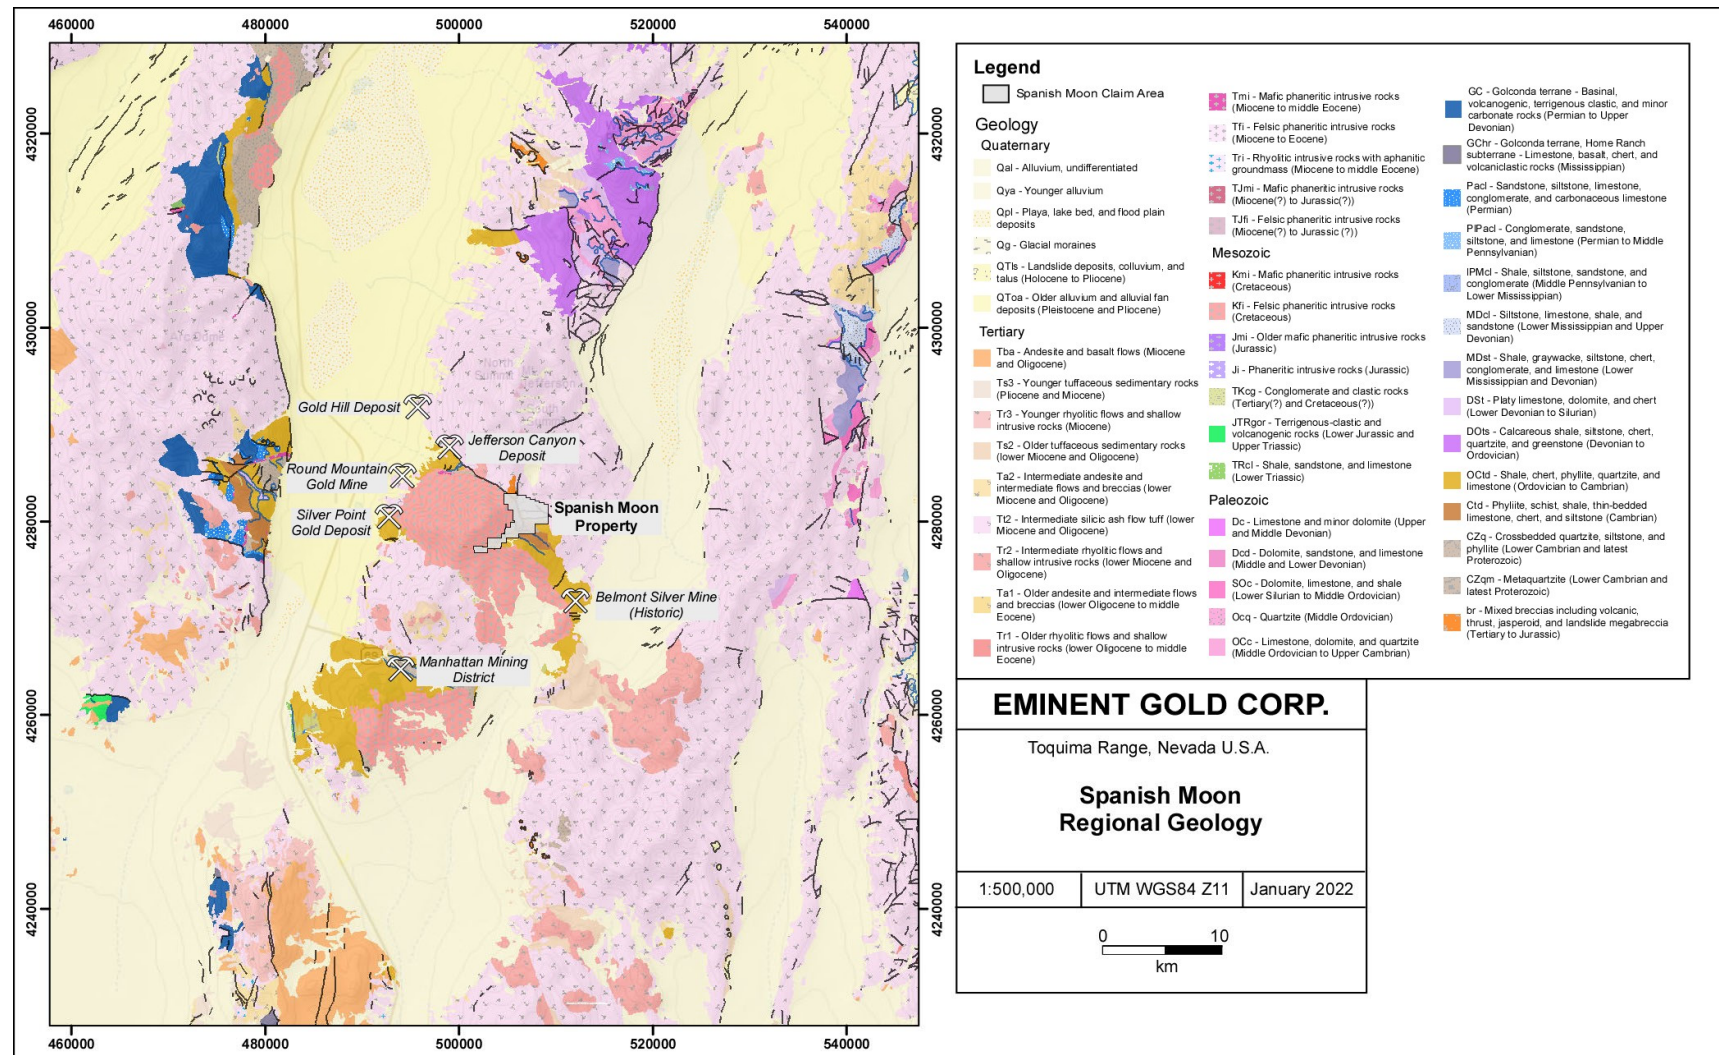 460000
480000
500000
520000
540000
4320000
4300000
4280000
4260000
4240000
4320000
4300000
4280000
4260000
4240000
Gold Hill Deposit
Jefferson Canyon
Deposit
Round Mountain
Gold Mine
Silver Point
Gold Deposit
Spanish Moon
Property
Belmont Silver Mine
(Historic)
Manhattan Mining
District
460000
480000
500000
520000
540000
Legend
Spanish Moon Claim Area
Geology
Quaternary
Qal - Alluvium, undifferentiated
Qya - Younger alluvium
Qpl - Playa, lake bed, and flood plain
deposits
Qg - Glacial moraines
QTls - Landslide deposits, colluvium, and
talus (Holocene to Pliocene)
QToa - Older alluvium and alluvial fan
deposits (Pleistocene and Pliocene)
Tertiary
Tba - Andesite and basalt flows (Miocene
and Oligocene)
Ts3 - Younger tuffaceous sedimentary rocks
(Pliocene and Miocene)
Tr3 - Younger rhyolitic flows and shallow
intrusive rocks (Miocene)
Ts2 - Older tuffaceous sedimentary rocks
(lower Miocene and Oligocene)
Ta2 - Intermediate andesite and
intermediate flows and breccias (lower
Miocene and Oligocene)
Tt2 - Intermediate silicic ash flow tuff (lower
Miocene and Oligocene)
Tr2 - Intermediate rhyolitic flows and
shallow intrusive rocks (lower Miocene and
Oligocene)
Ta1 - Older andesite and intermediate flows
and breccias (lower Oligocene to middle
Eocene)
Tr1 - Older rhyolitic flows and shallow
intrusive rocks (lower Oligocene to middle
Eocene)
Tmi - Mafic phaneritic intrusive rocks
(Miocene to middle Eocene)
Tfi - Felsic phaneritic intrusive rocks
(Miocene to Eocene)
Tri - Rhyolitic intrusive rocks with aphanitic
groundmass (Miocene to middle Eocene)
TJmi - Mafic phaneritic intrusive rocks
(Miocene(?) to Jurassic(?))
TJfi - Felsic phaneritic intrusive rocks
(Miocene(?) to Jurassic (?))
Mesozoic
Kmi - Mafic phaneritic intrusive rocks
(Cretaceous)
Kfi - Felsic phaneritic intrusive rocks
(Cretaceous)
Jmi - Older mafic phaneritic intrusive rocks
(Jurassic)
Ji - Phaneritic intrusive rocks (Jurassic)
TKcg - Conglomerate and clastic rocks
(Tertiary(?) and Cretaceous(?))
JTRgor - Terrigenous-clastic and
volcanogenic rocks (Lower Jurassic and
Upper Triassic)
TRcl - Shale, sandstone, and limestone
(Lower Triassic)
Paleozoic
Dc - Limestone and minor dolomite (Upper
and Middle Devonian)
Dcd - Dolomite, sandstone, and limestone
(Middle and Lower Devonian)
SOc - Dolomite, limestone, and shale
(Lower Silurian to Middle Ordovician)
Ocq - Quartzite (Middle Ordovician)
OCc - Limestone, dolomite, and quartzite
(Middle Ordovician to Upper Cambrian)
GC - Golconda terrane - Basinal,
volcanogenic, terrigenous clastic, and minor
carbonate rocks (Permian to Upper
Devonian)
GChr - Golconda terrane, Home Ranch
subterrane - Limestone, basalt, chert, and
volcaniclastic rocks (Mississippian)
Pacl - Sandstone, siltstone, limestone,
conglomerate, and carbonaceous limestone
(Permian)
PIPacl - Conglomerate, sandstone,
siltstone, and limestone (Permian to Middle
Pennsylvanian)
IPMcl - Shale, siltstone, sandstone, and
conglomerate (Middle Pennsylvanian to
Lower Mississippian)
MDcl - Siltstone, limestone, shale, and
sandstone (Lower Mississippian and Upper
Devonian)
MDst - Shale, graywacke, siltstone, chert,
conglomerate, and limestone (Lower
Mississippian and Devonian)
DSt - Platy limestone, dolomite, and chert
(Lower Devonian to Silurian)
DOts - Calcareous shale, siltstone, chert,
quartzite, and greenstone (Devonian to
Ordovician)
OCtd - Shale, chert, phyllite, quartzite, and
limestone (Ordovician to Cambrian)
Ctd - Phyllite, schist, shale, thin-bedded
limestone, chert, and siltstone (Cambrian)
CZq - Crossbedded quartzite, siltstone, and
phyllite (Lower Cambrian and latest
Proterozoic)
CZqm - Metaquartzite (Lower Cambrian and
latest Proterozoic)
br - Mixed breccias including volcanic,
thrust, jasperoid, and landslide megabreccia
(Tertiary to Jurassic)
EMINENT GOLD CORP.
Toquima Range, Nevada U.S.A.
Spanish Moon
Regional Geology
1:500,000
UTM WGS84 Z11
January 2022
0
10
km